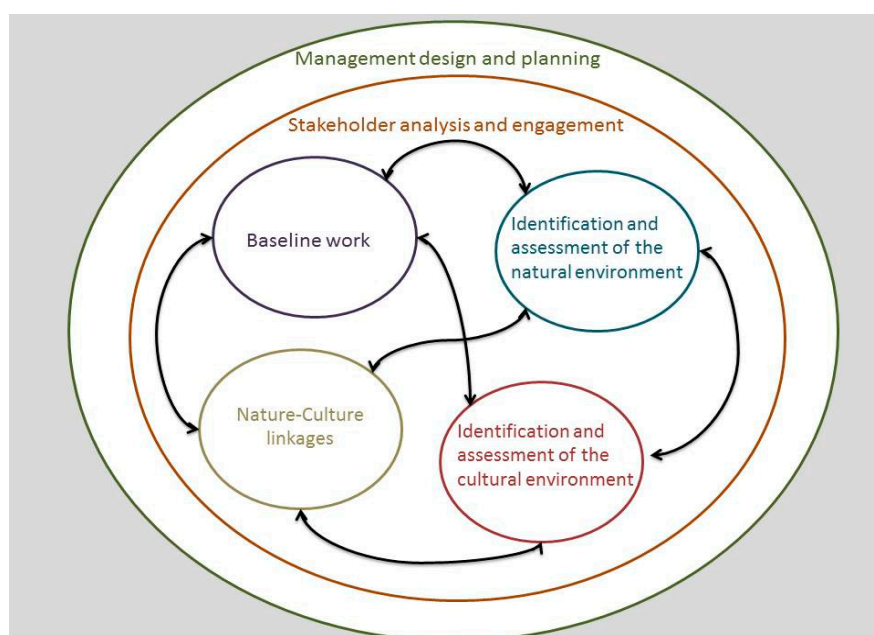 Management design and planning
Stakeholder analysis and engagement
Baseline work
Identification and
assessment of the
natural environment
Nature-Culture
linkages
Identification and
assessment of the
cultural environment